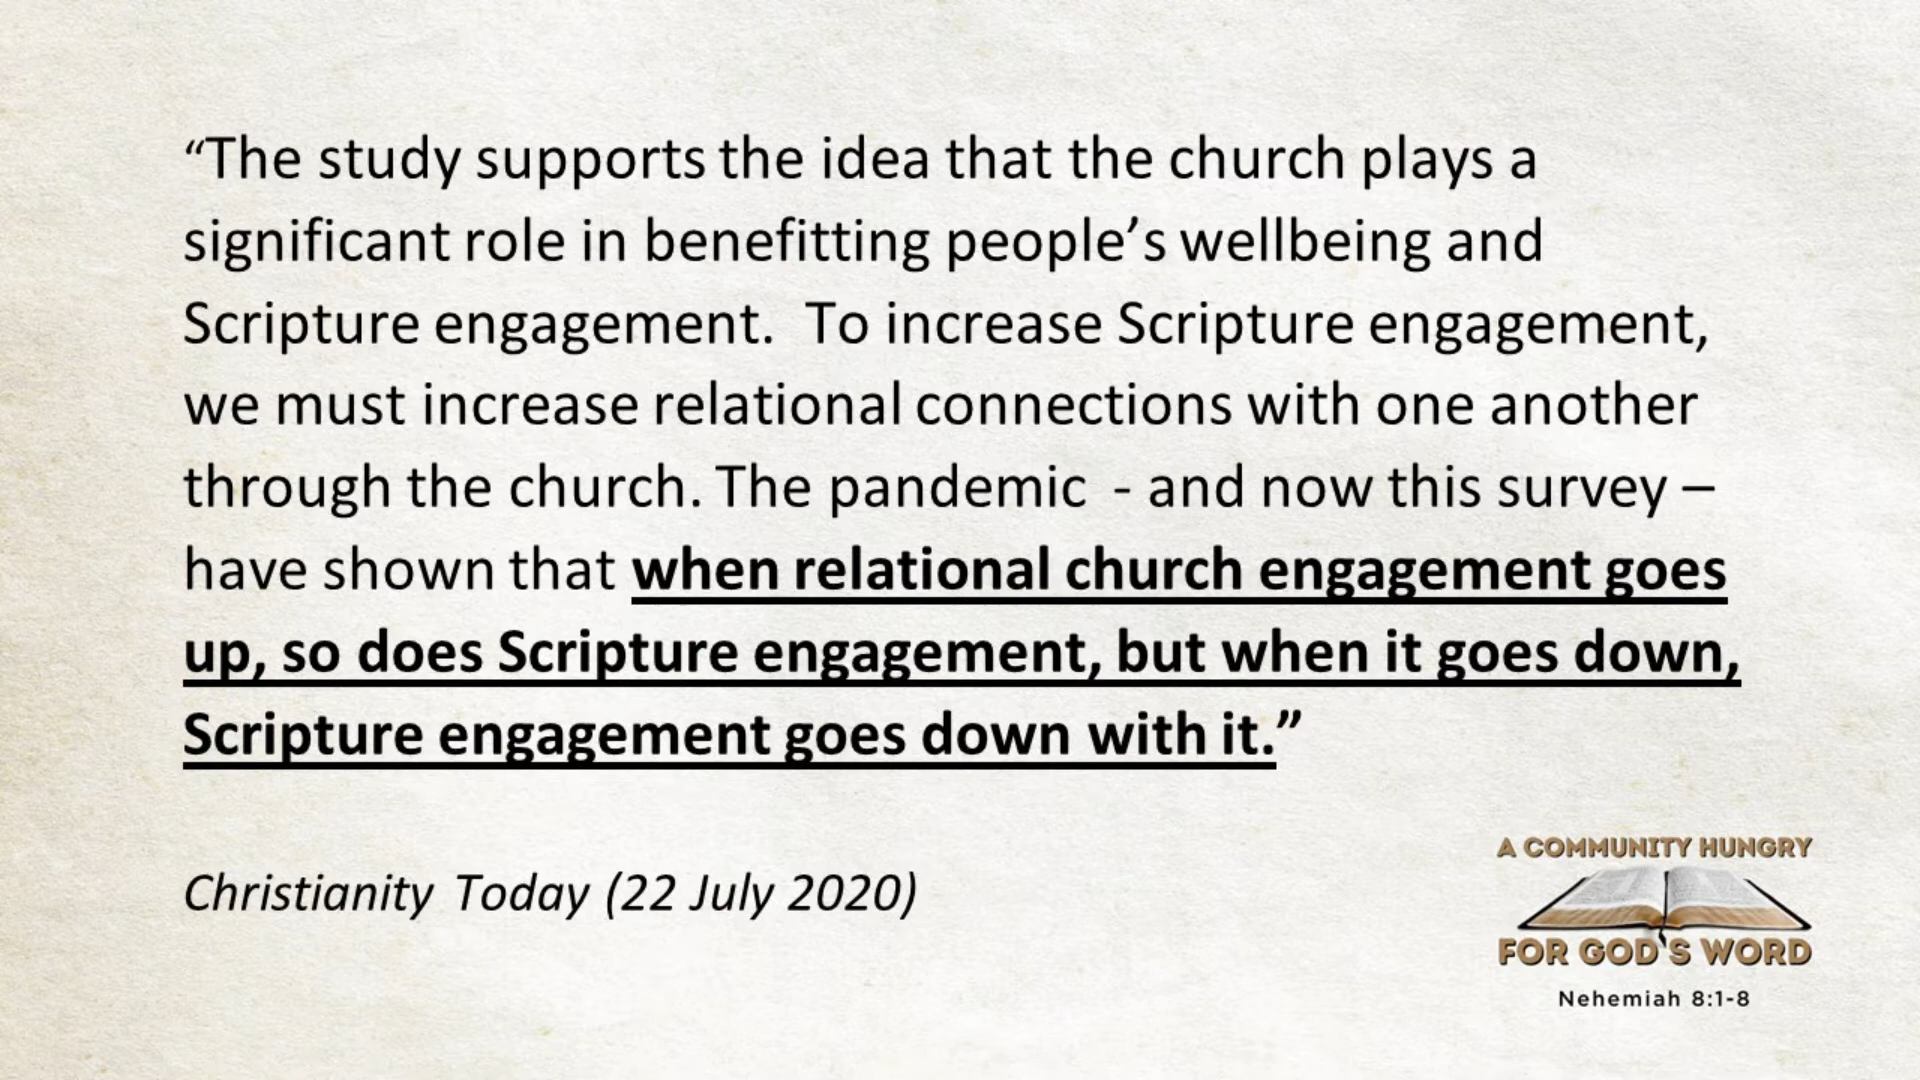 “The study supports the idea that the church plays a
significant role in benefitting people’s wellbeing and
Scripture engagement.  To increase Scripture engagement,
we must increase relational connections with one another
through the church. The pandemic  - and now this survey –
have shown that when relational church engagement goes
up, so does Scripture engagement, but when it goes down,
Scripture engagement goes down with it.”
Christianity Today (22 July 2020)
A COMMUNITY HUNGRY
FOR GOD'S WORD
Nehemiah 8:1-8